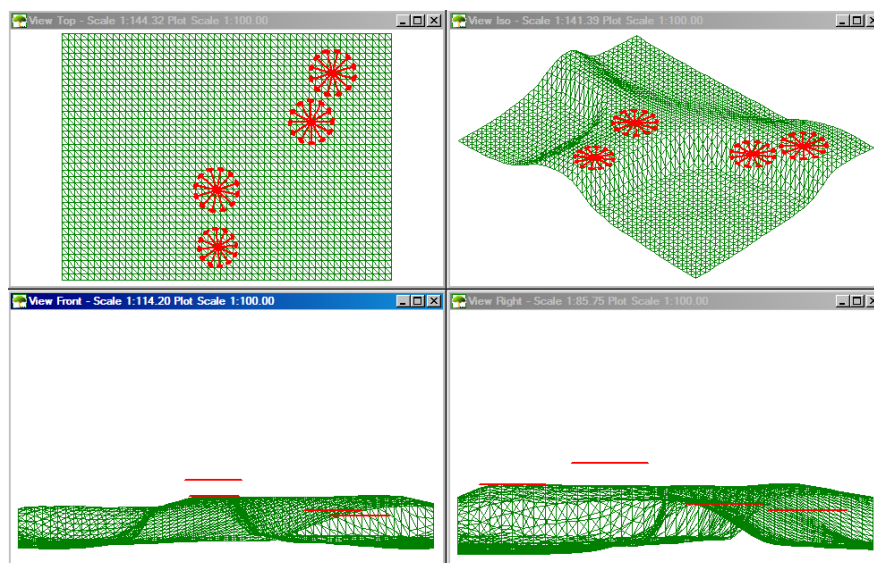 View Top - Scale 1:144.32 Plot Scale 1:100.00
View Iso - Scale 1:141.39 Plot Scale 1:100.00
View Front - Scale 1:114.20 Plot Scale 1:100.00
View Right - Scale 1:85.75 Plot Scale 1:100.00